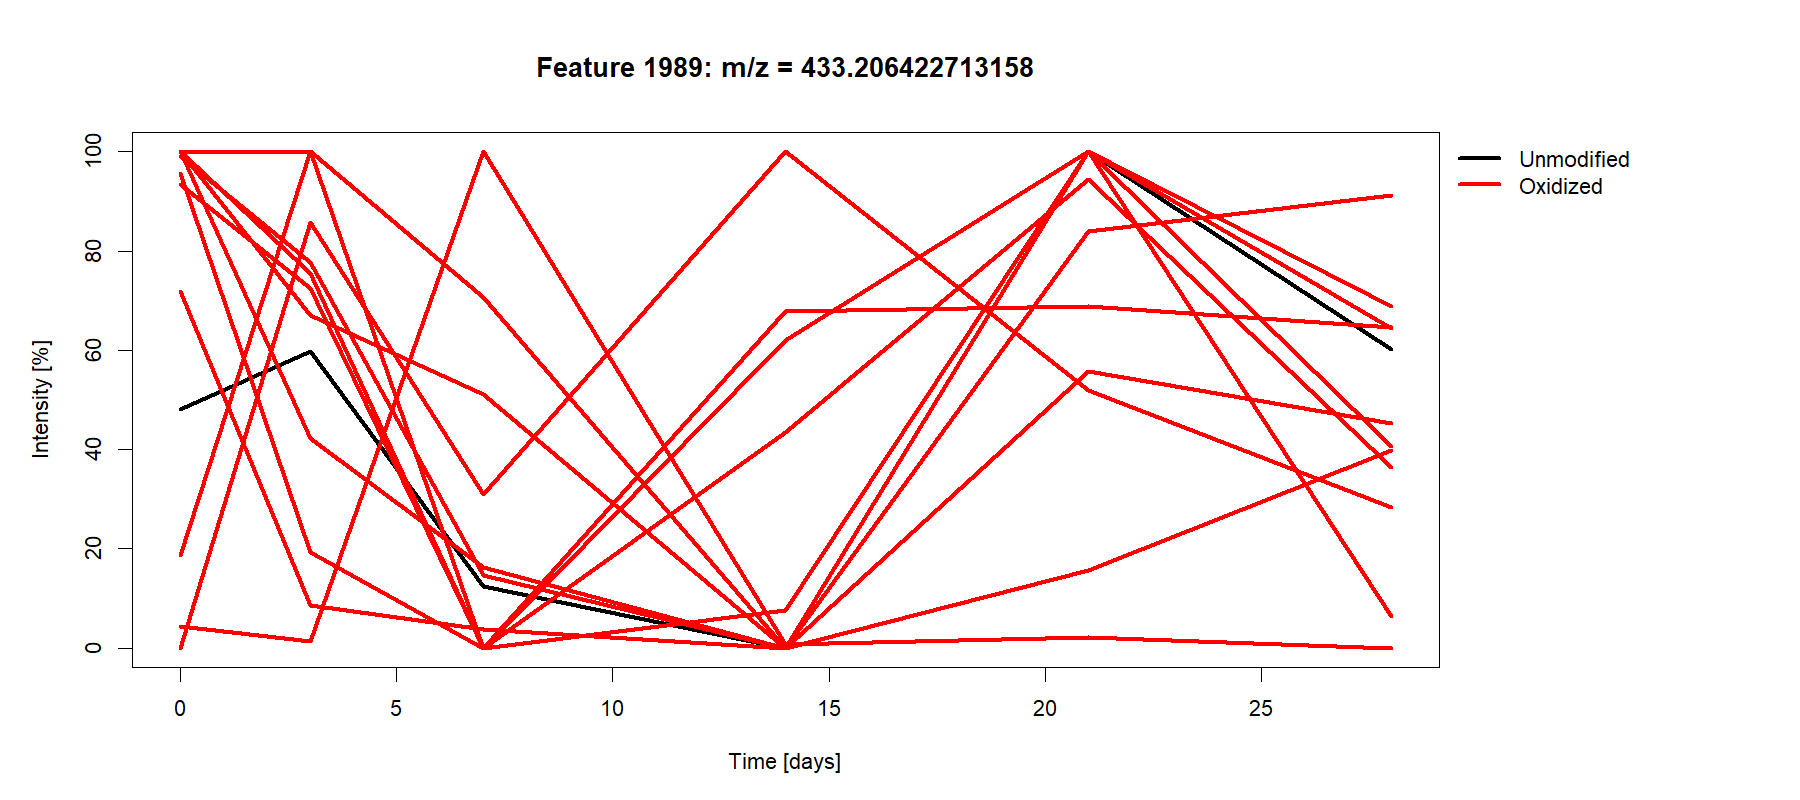 Feature 1989: m/z = 433.206422713158
Unmodified
Oxidized
Intensity [%]
100
80
60
40
20
0
0 5 10 15 20 25
Time [days]